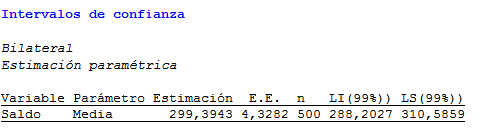 Intervalos de confianza
Bilateral
Estimación paramétrica
Variable Parámetro Estimación E.E. n LI(99%)) LS(99%))
Saldo Media 299,3943 4,3282 500 288,2027 310,5859